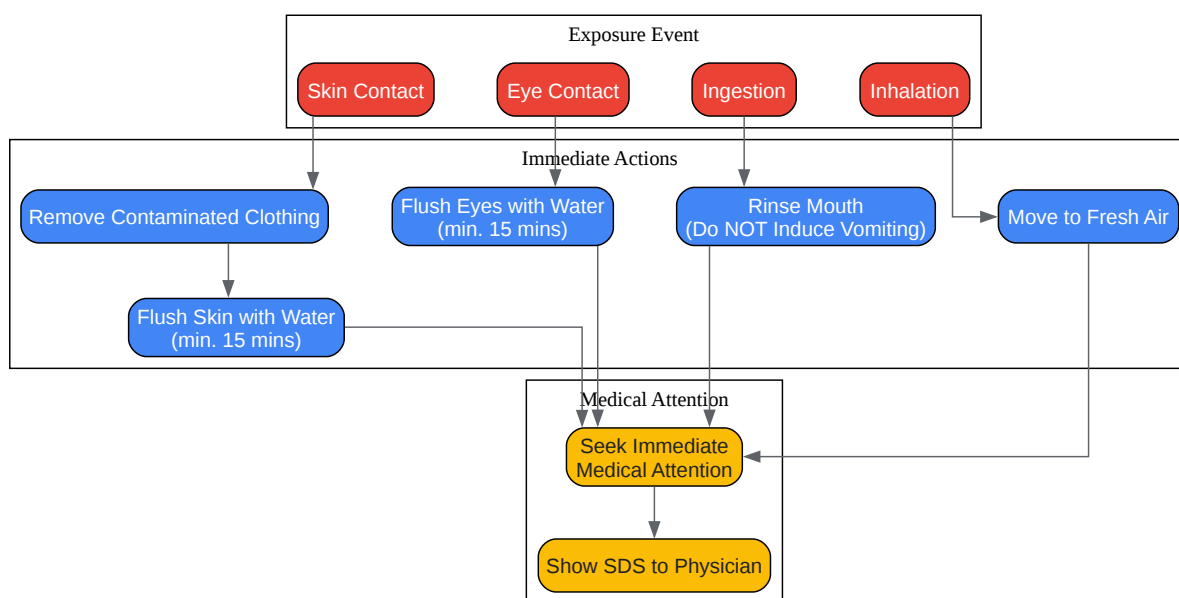 Exposure Event
Skin Contact
Eye Contact
Ingestion
Inhalation
Immediate Actions
Remove Contaminated Clothing
Flush Eyes with Water
(min. 15 mins)
Rinse Mouth
(Do NOT Induce Vomiting)
Move to Fresh Air
Flush Skin with Water
(min. 15 mins)
Medical Attention
Seek Immediate
Medical Attention
Show SDS to Physician